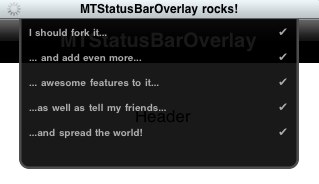 MTStatusBarOverlay rocks!
MTStatusBarOverlay
I should fork it... ✔
... and add even more... ✔
... awesome features to it... ✔
...as well as tell my friends... ✔
Header
...and spread the world! ✔